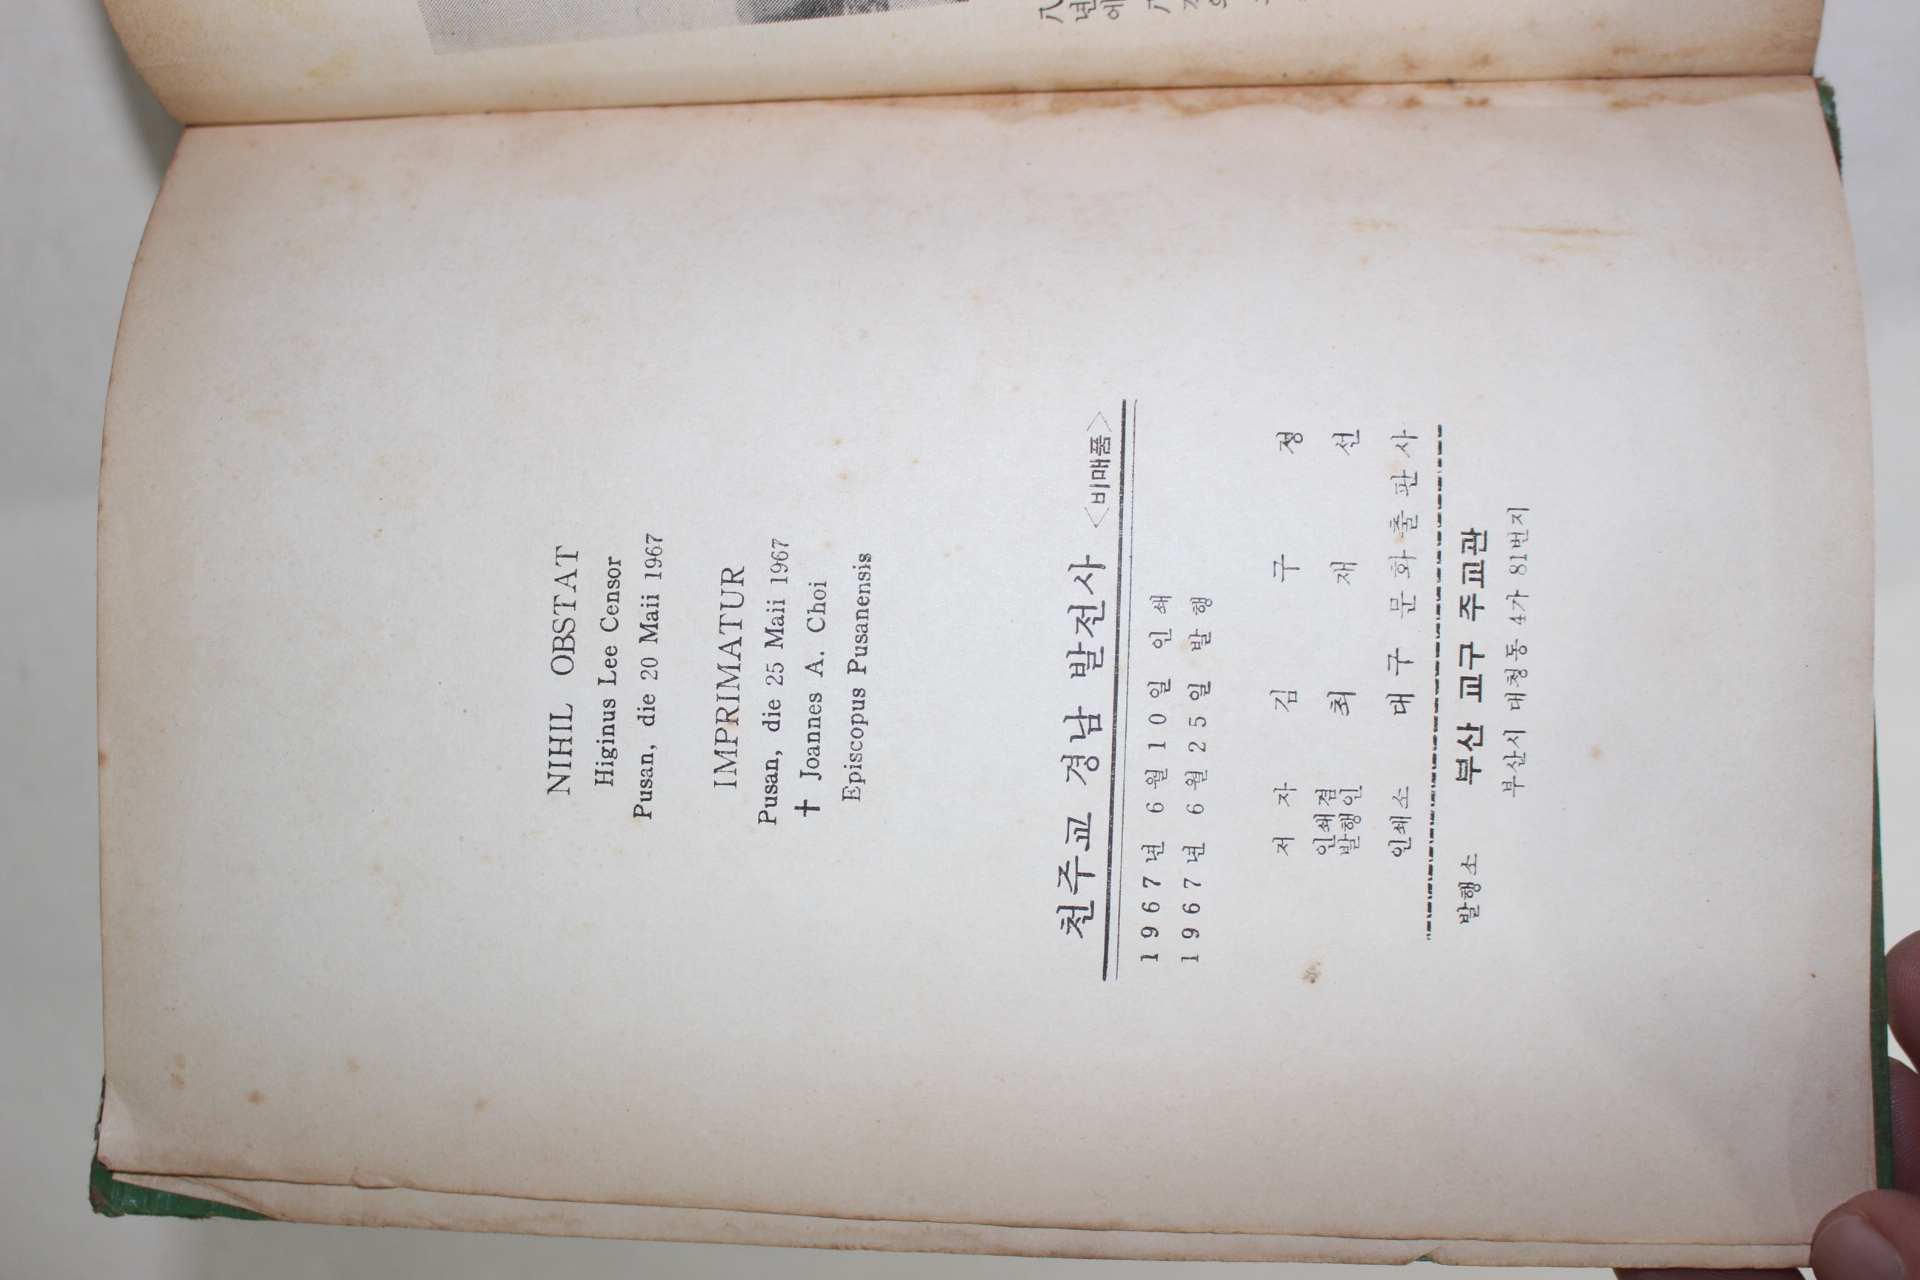 NIHL OBSTAT
Higinus Lee Censor
Pusan, die 20 Maii 1967
IMPRIMATUR
Pusan, die 25 Maii 1967
✝ Joannes A. Choi
Episcopus Pusanensis
천주교 경남 발전사 <비매품>
1967년 6월 10일 인쇄
1967년 6월 25일 발행
저 자 김 구 정
인쇄겸
발행인 최 재 선
인쇄소 대구 문화출판사
발행소 부산 교구 주교관
부산시 대청동 4가 81번지